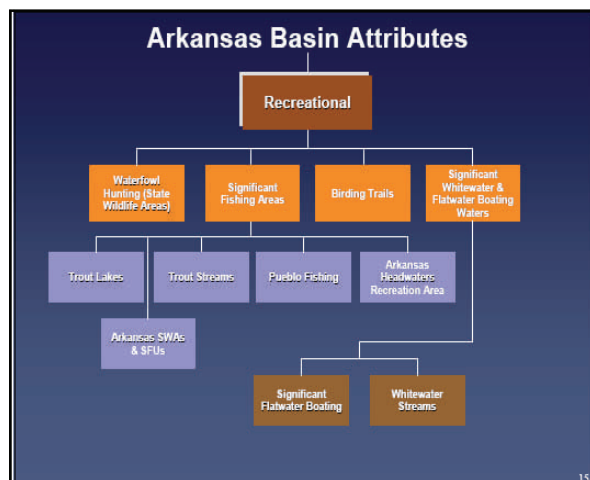 Arkansas Basin Attributes
Recreational
Waterfowl
Hunting (State
Wildlife Areas)
Significant
Fishing Areas
Birding Trails
Significant
Whitewater &
Flatwater Boating
Waters
Trout Lakes
Trout Streams
Pueblo Fishing
Arkansas
Headwaters
Recreation Area
Arkansas SWAs
& SFUs
Significant
Flatwater Boating
Whitewater
Streams
15